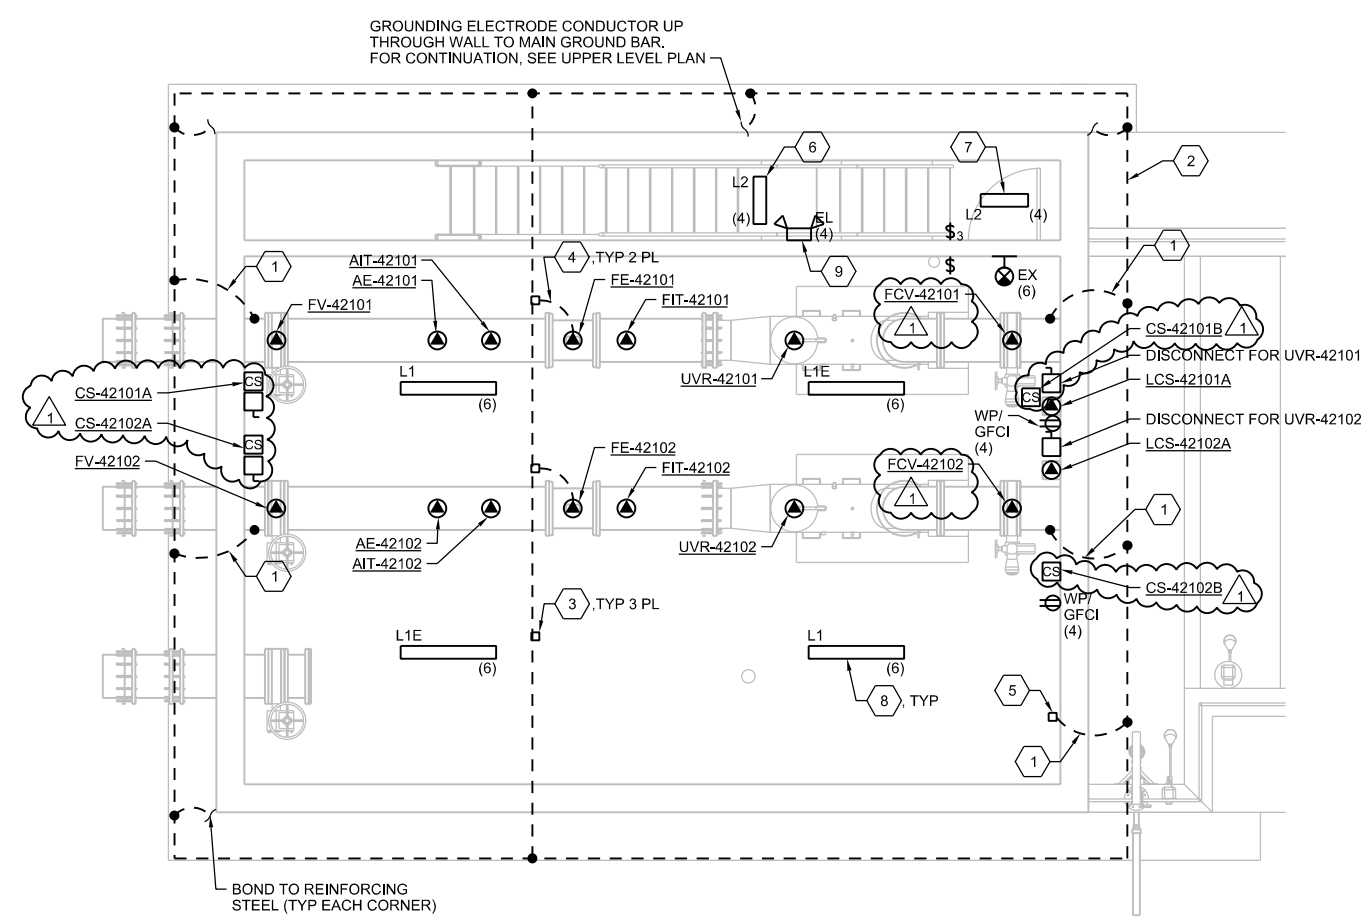 GROUNDING ELECTRODE CONDUCTOR UP
THROUGH WALL TO MAIN GROUND BAR.
FOR CONTINUATION, SEE UPPER LEVEL PLAN
6
7
2
L2
(4)
EL
(4)
L2
(4)
$3
$
9
1
4
,TYP 2 PL
1
AIT-42101
AE-42101
FV-42101
FE-42101
FIT-42101
FCV-42101
1
EX
(6)
CS-42101B
1
DISCONNECT FOR UVR-42101
LCS-42101A
CS
WP/
GFCI
(4)
DISCONNECT FOR UVR-42102
LCS-42102A
UVR-42101
L1
(6)
L1E
(6)
CS-42101A
CS
1
CS-42102A
CS
FV-42102
FE-42102
FIT-42102
FCV-42102
1
1
AE-42102
AIT-42102
UVR-42102
1
CS
CS-42102B
1
WP/
GFCI
(4)
3
,TYP 3 PL
L1E
(6)
L1
(6)
8
, TYP
5
1
BOND TO REINFORCING
STEEL (TYP EACH CORNER)